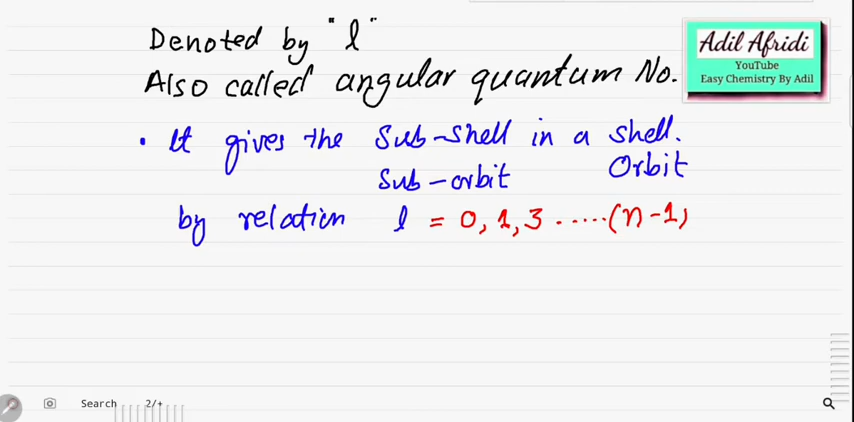 Denoted by "l"
Also called angular quantum No.
Adil Afridi
YouTube
Easy Chemistry By Adil
• It gives the Sub-shell in a shell.
Sub-orbit Orbit
by relation l = 0, 1, 3 ......(n-1)
Search 2/+